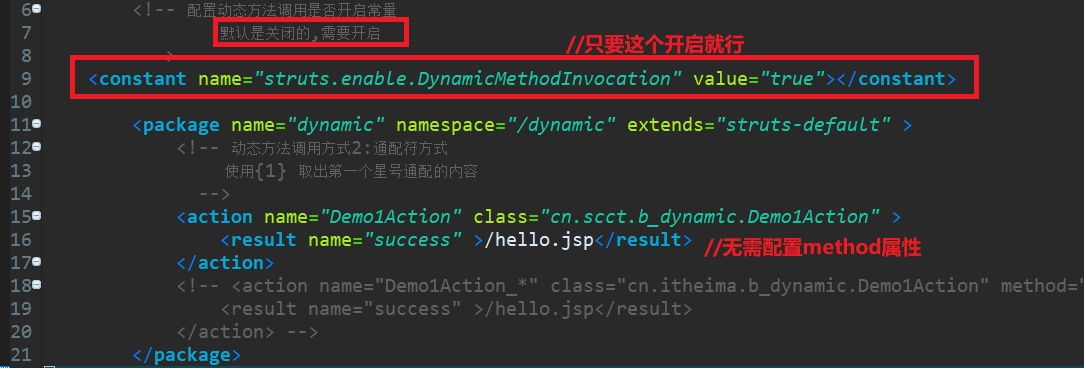 6 <!-- 配置动态方法调用是否开启常量
7 默认是关闭的,需要开启
8 -->
//只要这个开启就行
9 <constant name="struts.enable.DynamicMethodInvocation" value="true"></constant>
10
11 <package name="dynamic" namespace="/dynamic" extends="struts-default" >
12 <!-- 动态方法调用方式2:通配符方式
13 使用{1} 取出第一个星号通配的内容
14 -->
15 <action name="Demo1Action" class="cn.scct.b_dynamic.Demo1Action" >
16 <result name="success" >/hello.jsp</result> //无需配置method属性
17 </action>
18 <!-- <action name="Demo1Action_*" class="cn.itheima.b_dynamic.Demo1Action" method="
19 <result name="success" >/hello.jsp</result>
20 </action> -->
21 </package>